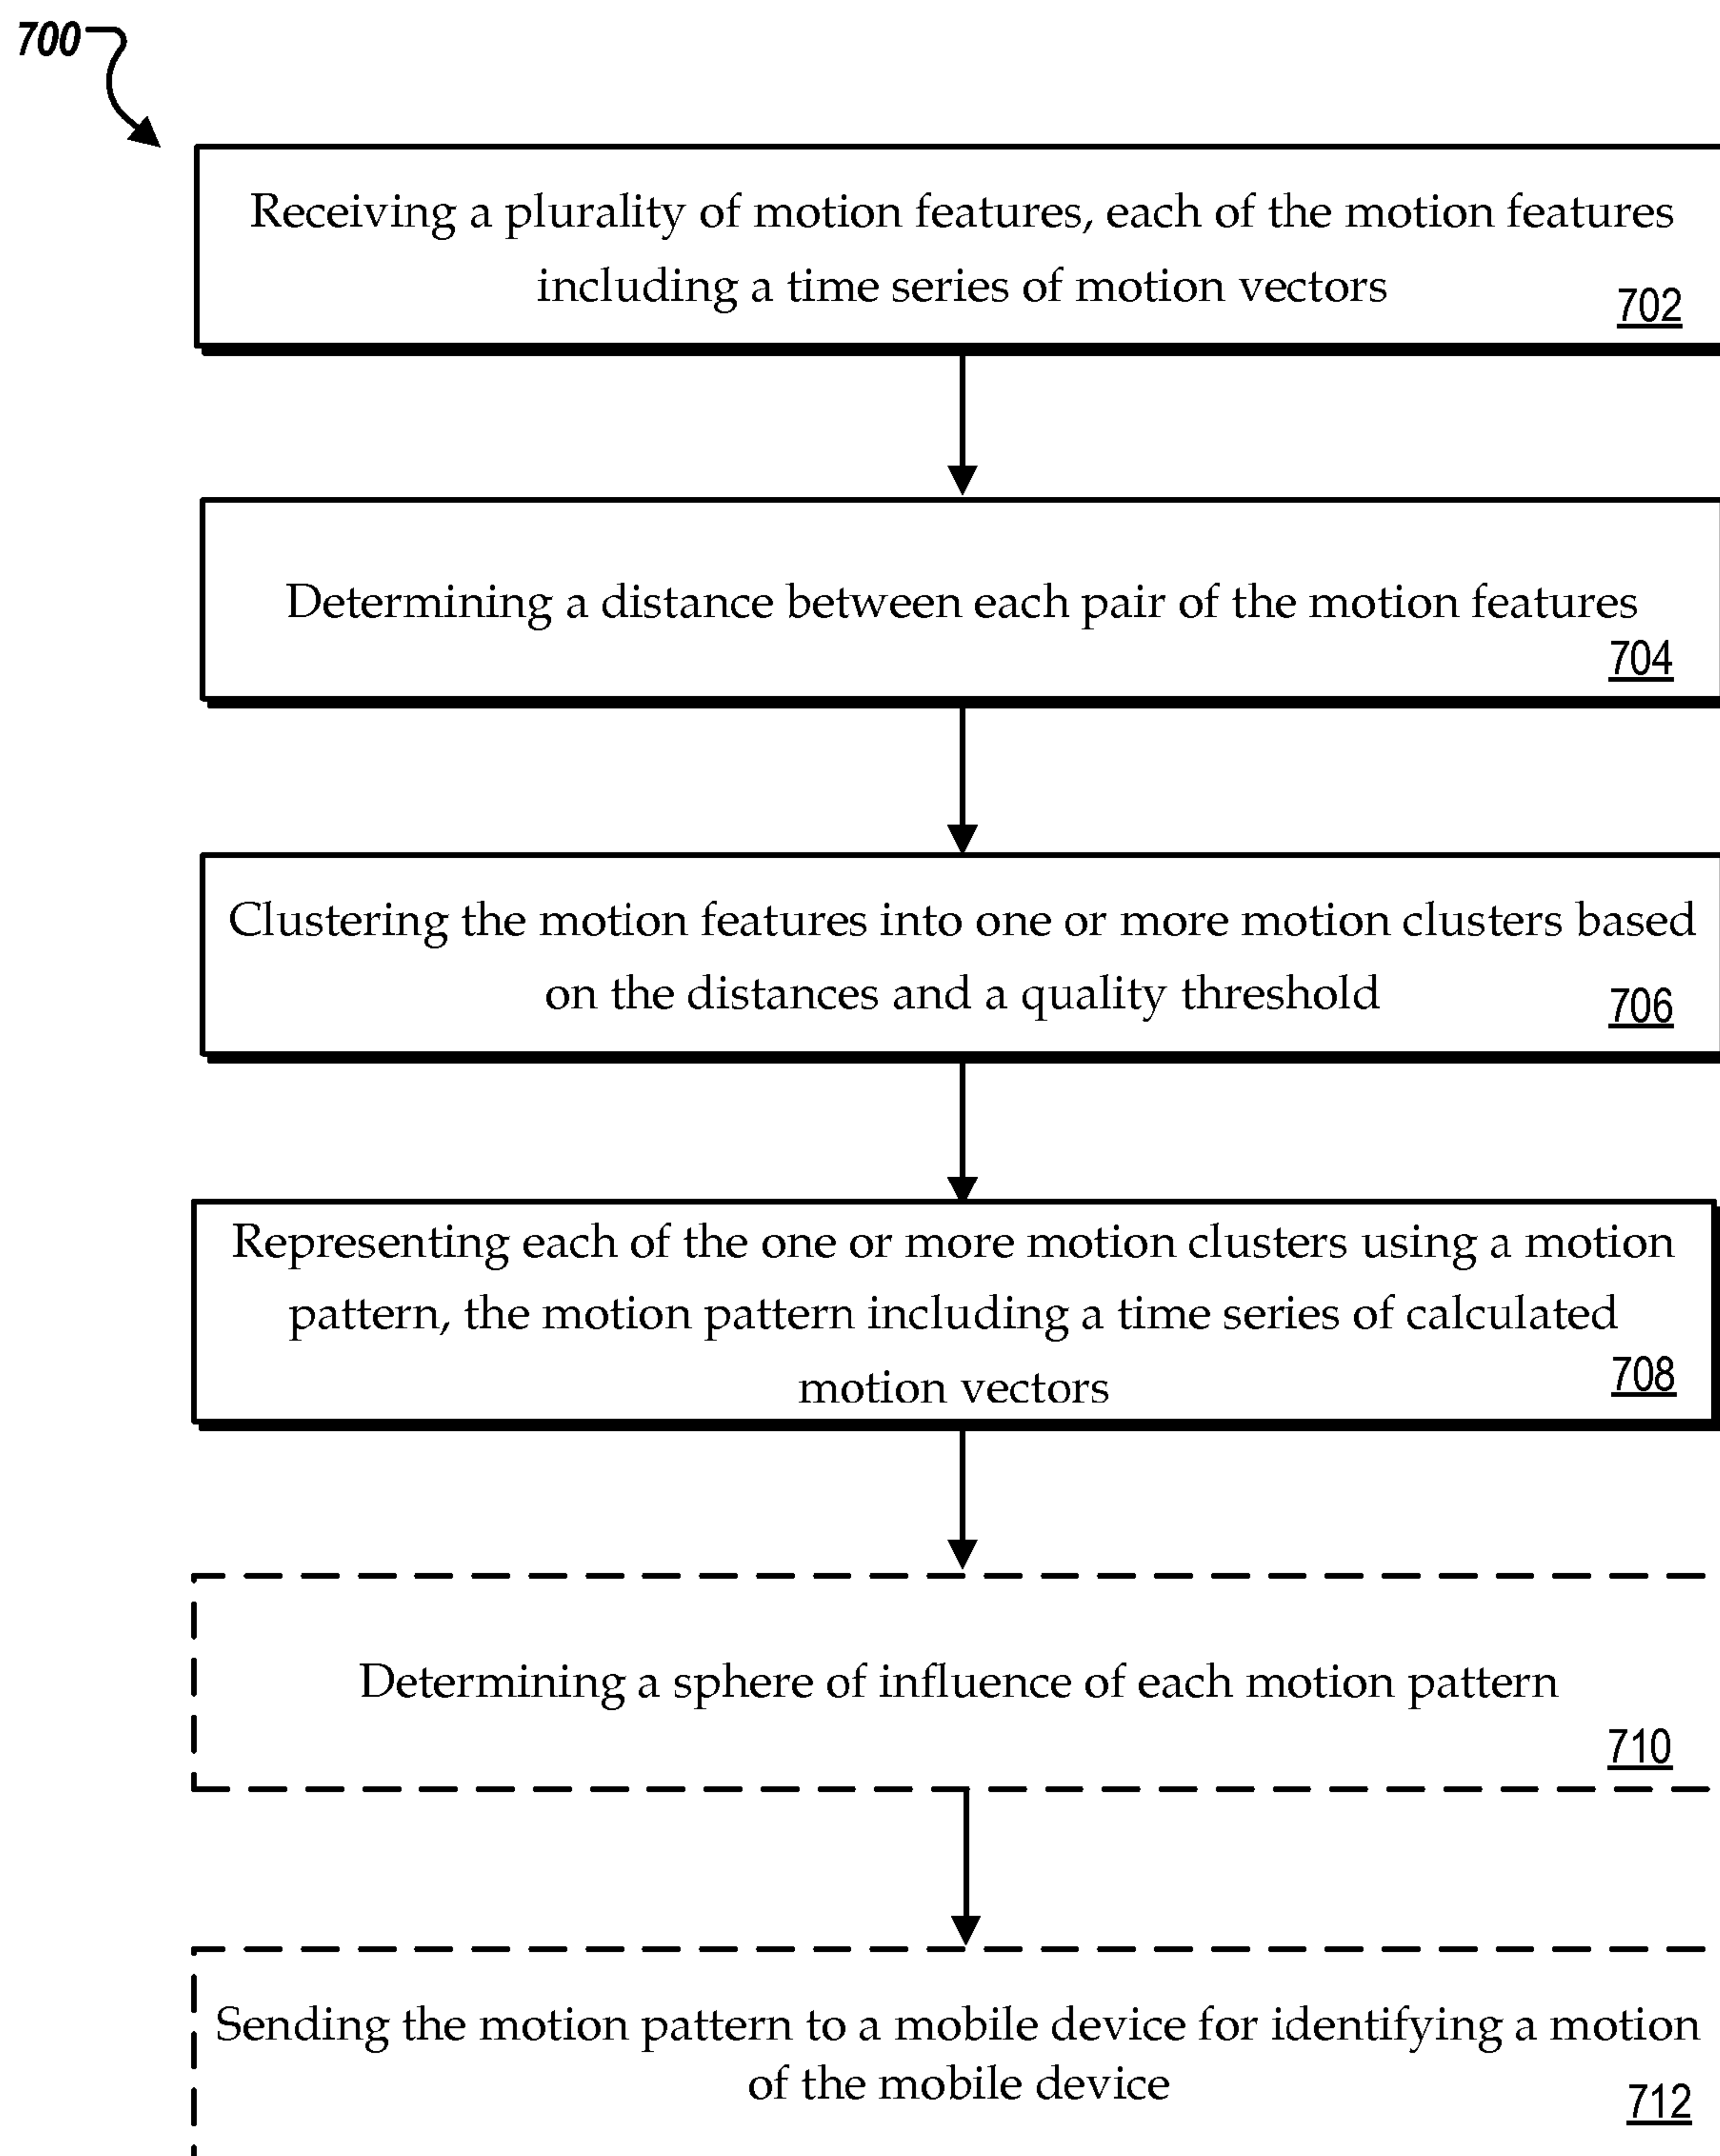 700
Receiving a plurality of motion features, each of the motion features
including a time series of motion vectors
702
Determining a distance between each pair of the motion features
704
Clustering the motion features into one or more motion clusters based
on the distances and a quality threshold
706
Representing each of the one or more motion clusters using a motion
pattern, the motion pattern including a time series of calculated
motion vectors
708
Determining a sphere of influence of each motion pattern
710
Sending the motion pattern to a mobile device for identifying a motion
of the mobile device
712